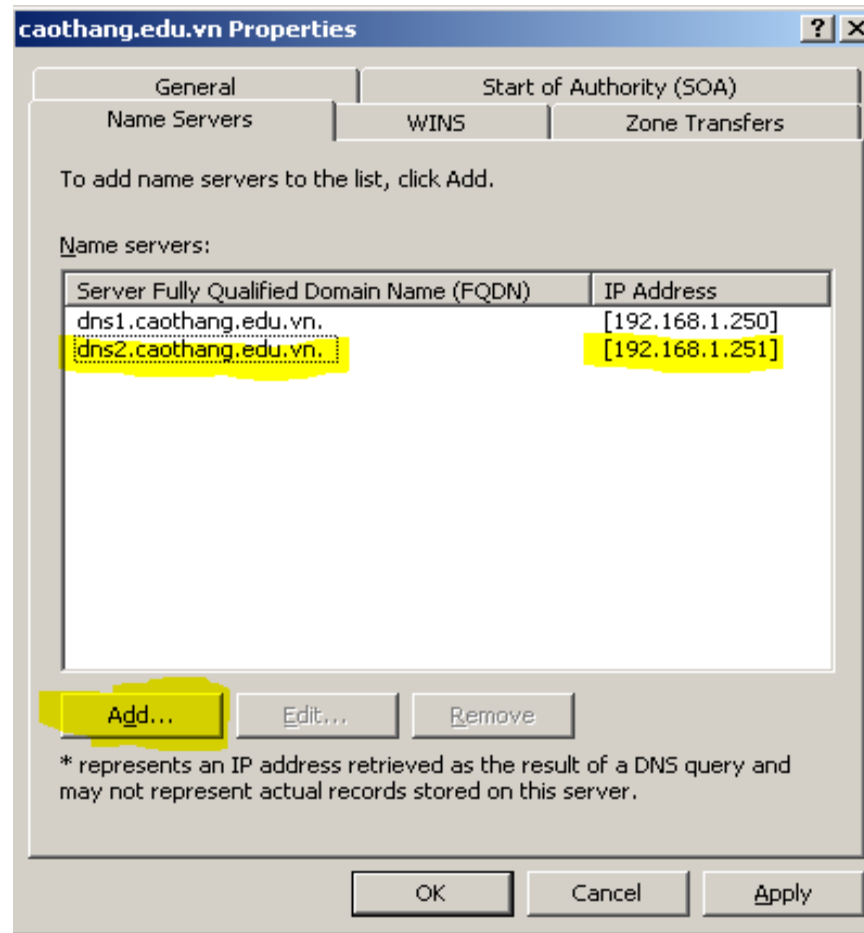 caothang.edu.vn Properties
General Start of Authority (SOA)
Name Servers WINS Zone Transfers
To add name servers to the list, click Add.
Name servers:
Server Fully Qualified Domain Name (FQDN) IP Address
dns1.caothang.edu.vn. [192.168.1.250]
dns2.caothang.edu.vn. [192.168.1.251]
Add... Edit... Remove
* represents an IP address retrieved as the result of a DNS query and
may not represent actual records stored on this server.
OK Cancel Apply